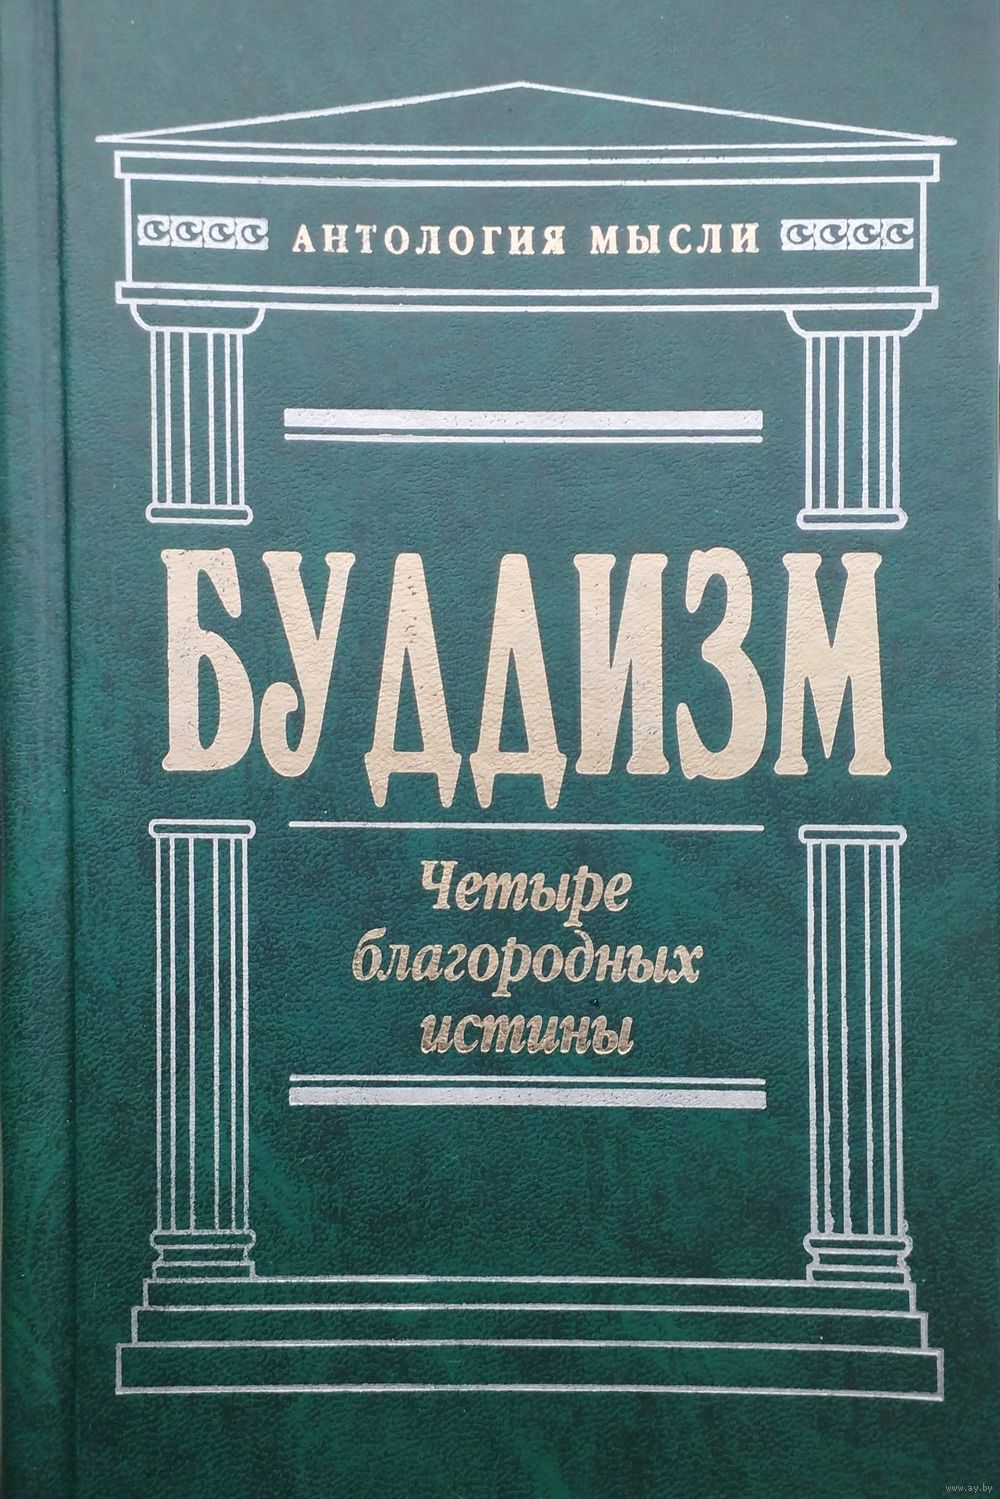 АНТОЛОГИЯ МЫСЛИ
БУДДИЗМ
Четыре
благородных
истины
www.ay.by